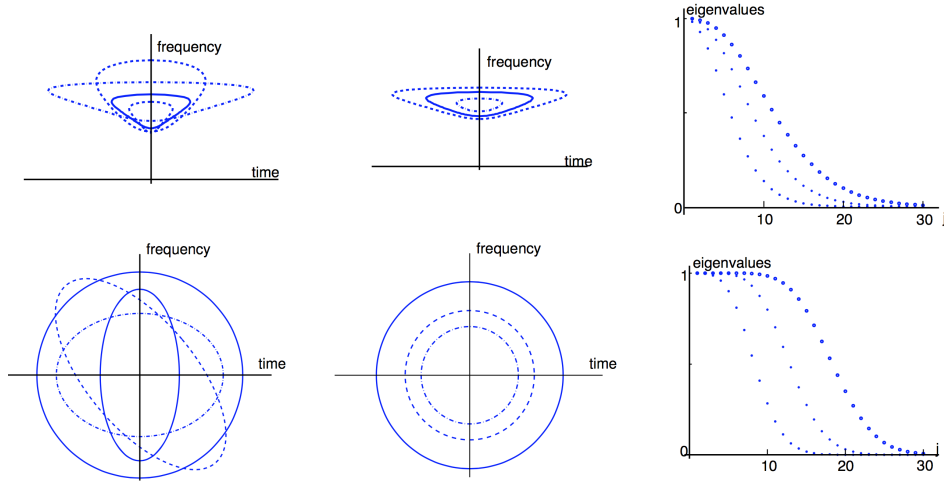 frequency
time
frequency
time
eigenvalues
1
0
10
20
30
j
frequency
time
frequency
time
eigenvalues
1
0
10
20
30
j